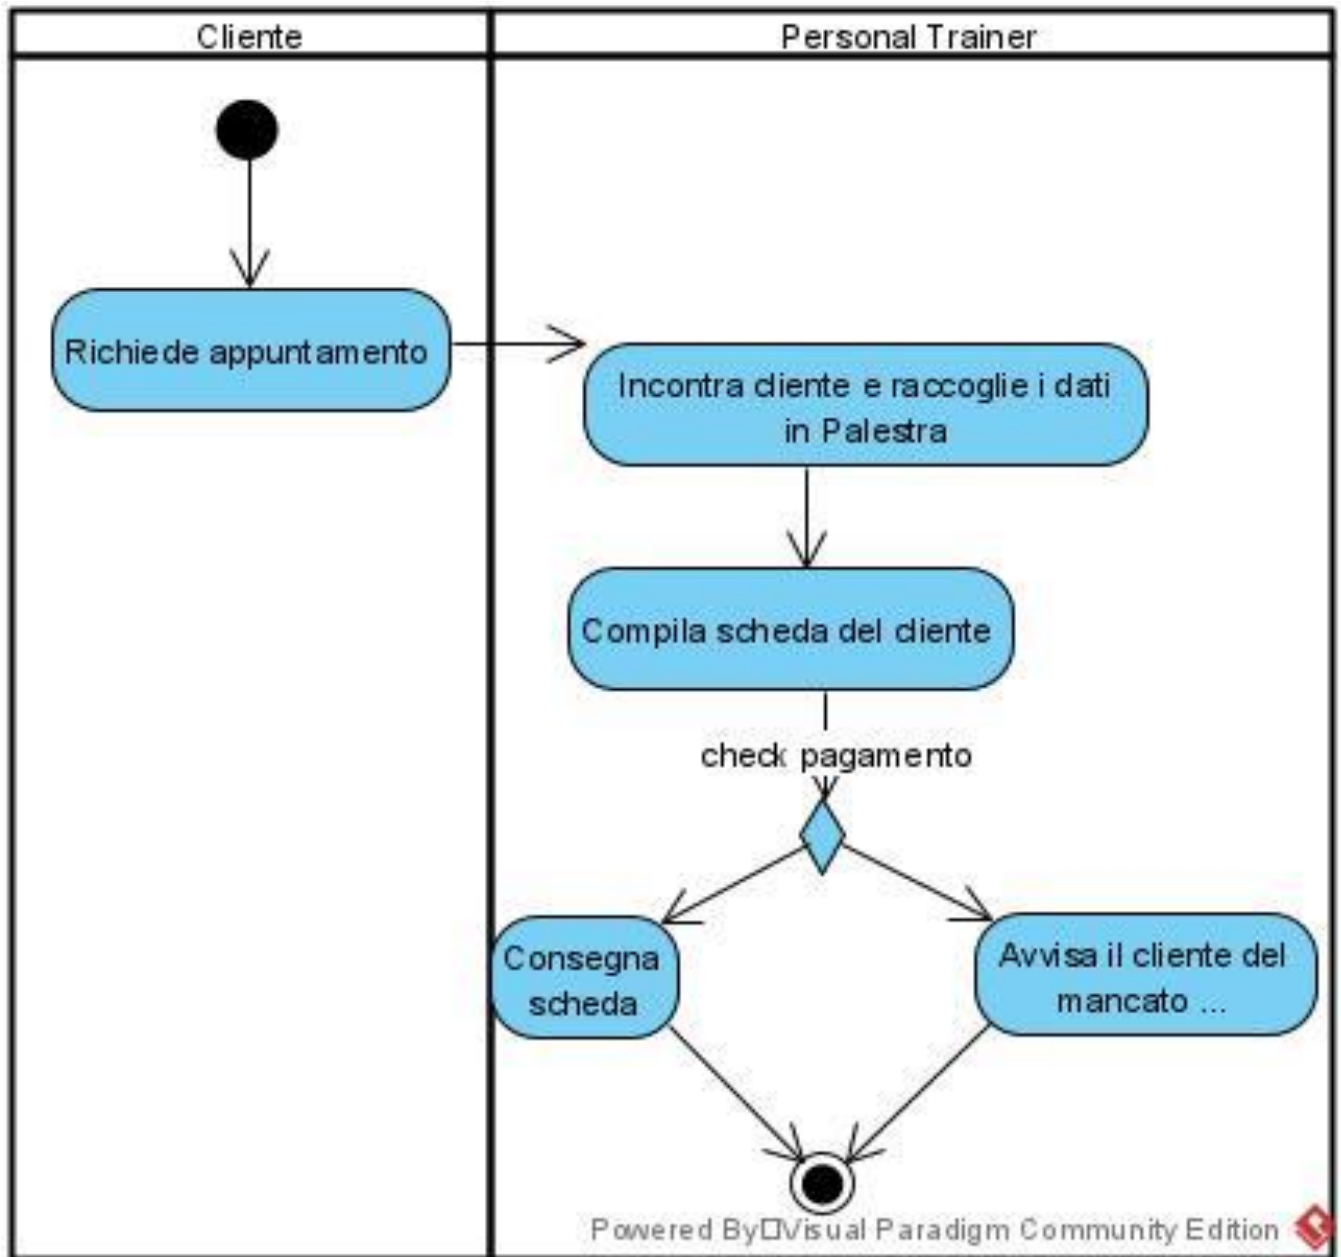 Cliente
Personal Trainer
Richiede appuntamento
Incontra cliente e raccoglie i dati
in Palestra
Compila scheda del cliente
check pagamento
Consegna
scheda
Avvisa il cliente del
mancato ...
Powered By□Visual Paradigm Community Edition